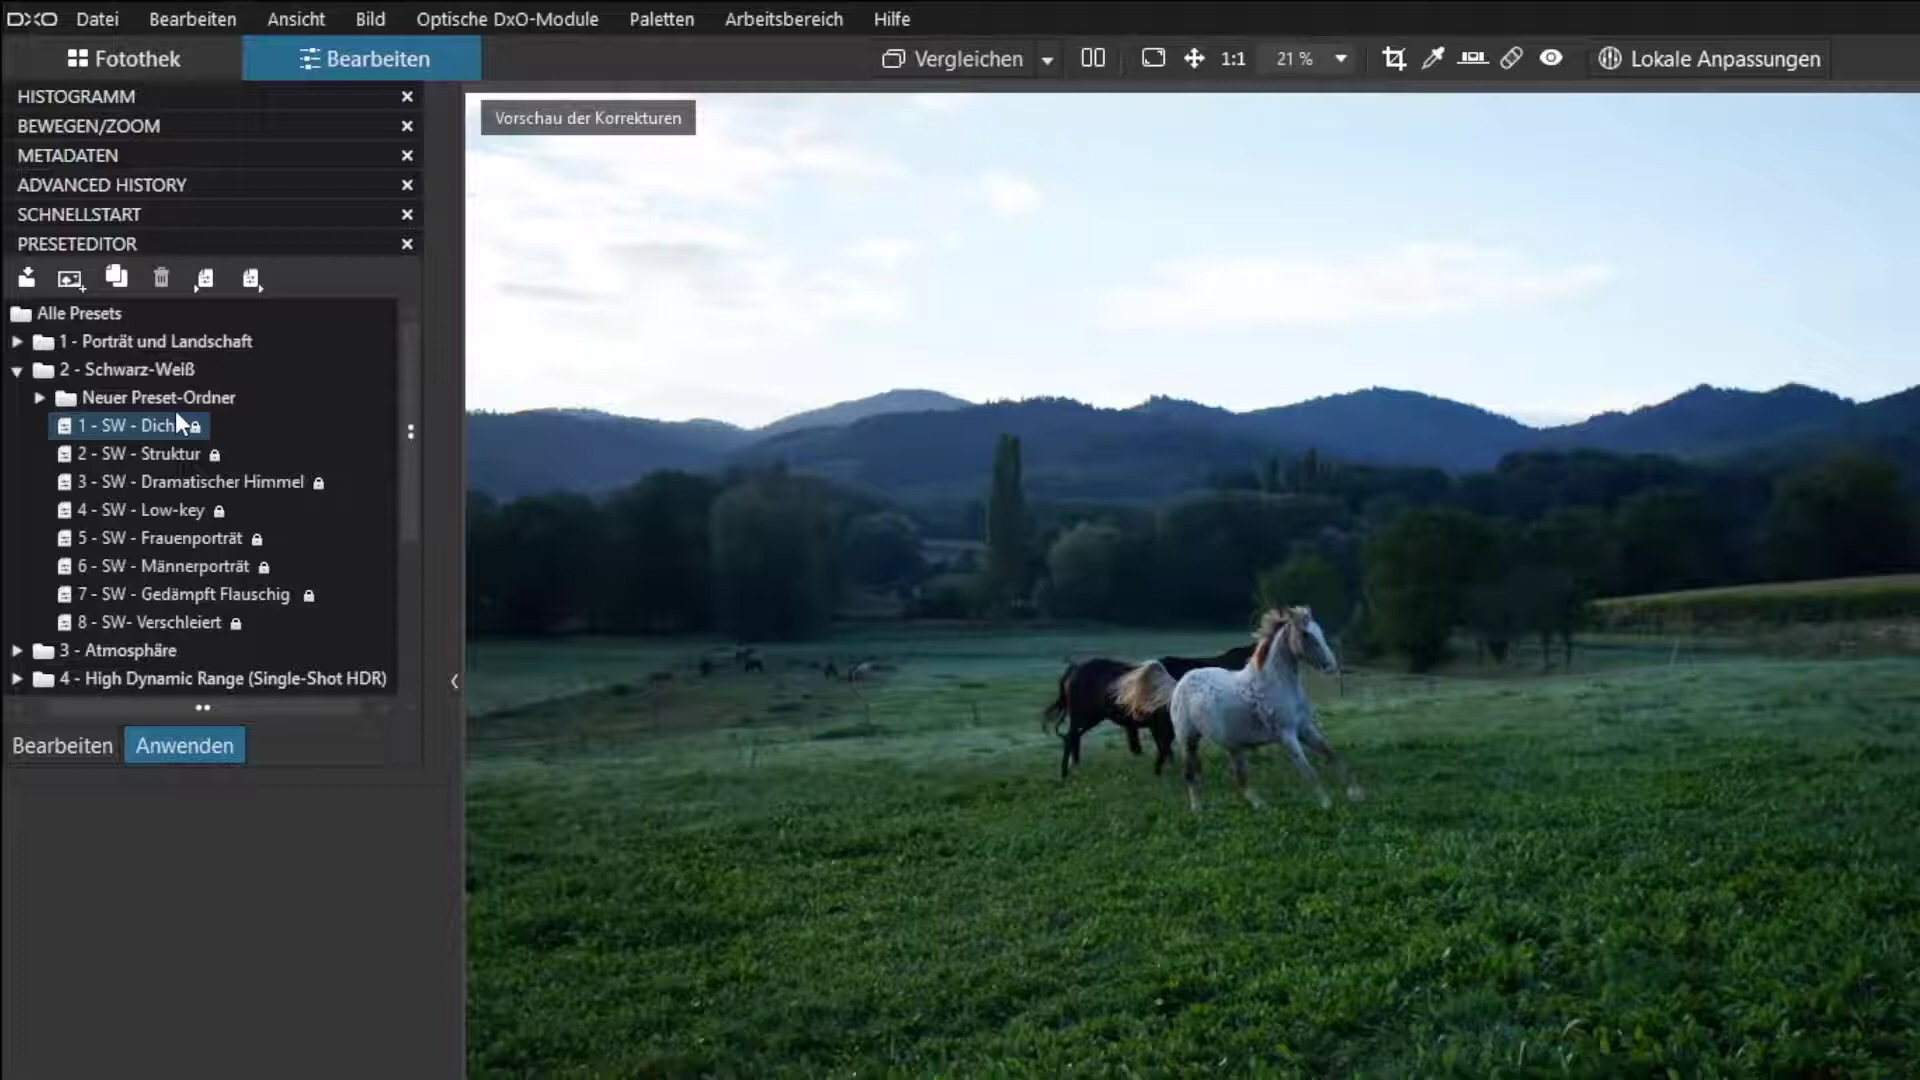 DXO Datei Bearbeiten Ansicht Bild Optische DxO-Module Paletten Arbeitsbereich Hilfe
Fotothek Bearbeiten Vergleichen 1:1 21 % Lokale Anpassungen
HISTOGRAMM
BEWEGEN/ZOOM
METADATEN
ADVANCED HISTORY
SCHNELLSTART
PRESETEDITOR
Vorschau der Korrekturen
Alle Presets
1 - Porträt und Landschaft
2 - Schwarz-Weiß
Neuer Preset-Ordner
1 - SW -
2 - SW - Struktur
3 - SW - Dramatischer Himmel
4 - SW - Low-key
5 - SW - Frauenporträt
6 - SW - Männerporträt
7 - SW - Gedämpft Flauschig
8 - SW- Verschleiert
3 - Atmosphäre
4 - High Dynamic Range (Single-Shot HDR)
Bearbeiten Anwenden